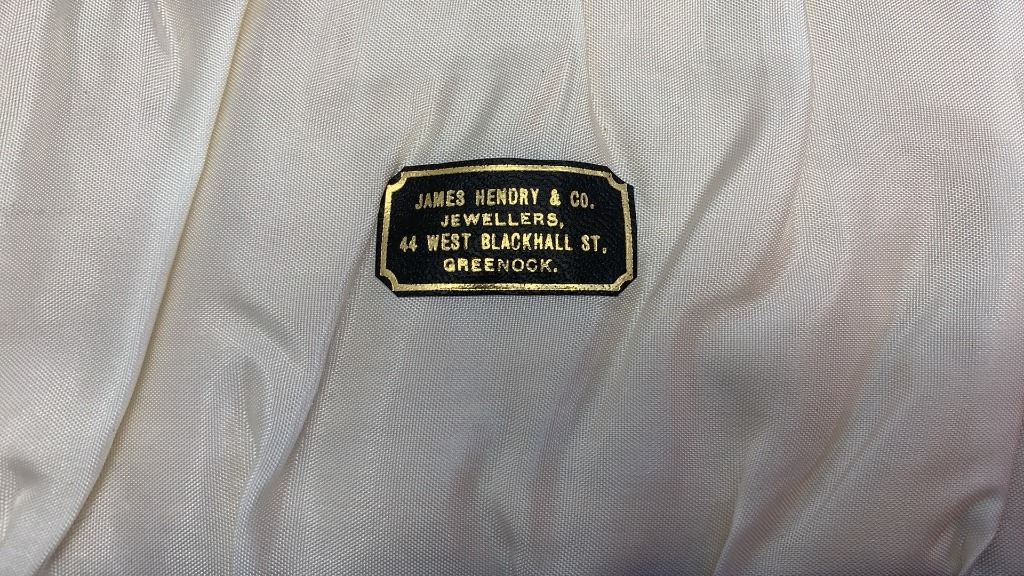 JAMES HENDRY & CO.
JEWELLERS,
44 WEST BLACKHALL ST,
GREENOCK.